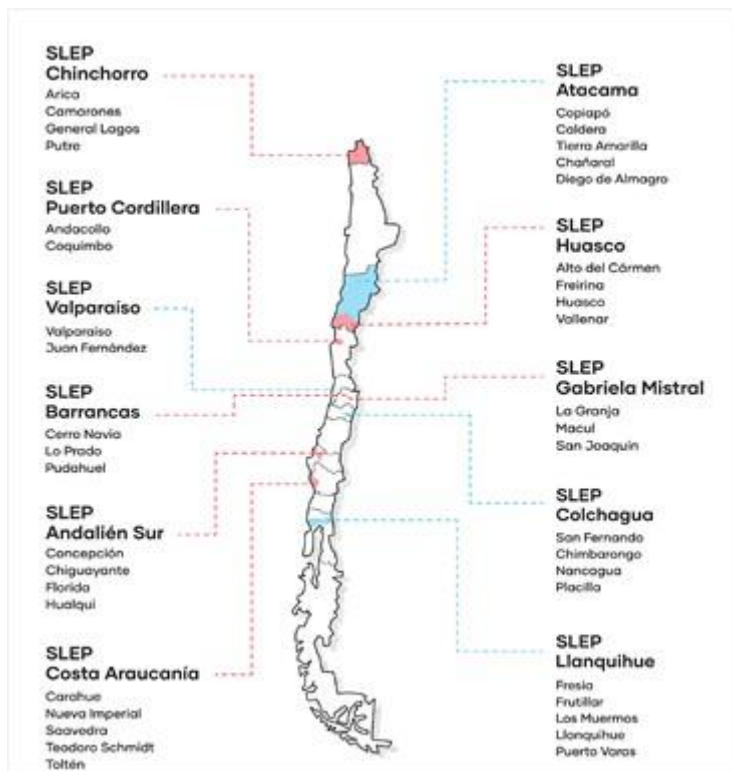 SLEP
Chinchorro
Arica
Camarones
General Lagos
Putre
SLEP
Puerto Cordillera
Andacollo
Coquimbo
SLEP
Valparaíso
Valparaíso
Juan Fernández
SLEP
Barrancas
Cerro Navia
Lo Prado
Pudahuel
SLEP
Andalién Sur
Concepción
Chiguayante
Florida
Hualqui
SLEP
Costa Araucanía
Carahue
Nueva Imperial
Saavedra
Teodoro Schmidt
Toltén
SLEP
Atacama
Copiapó
Caldera
Tierra Amarilla
Chañaral
Diego de Almagro
SLEP
Huasco
Alto del Cármen
Freirina
Huasco
Vallenar
SLEP
Gabriela Mistral
La Granja
Macul
San Joaquín
SLEP
Colchagua
San Fernando
Chimbarongo
Nancagua
Placilla
SLEP
Llanquihue
Fresia
Frutillar
Los Muermos
Llanquihue
Puerto Varas